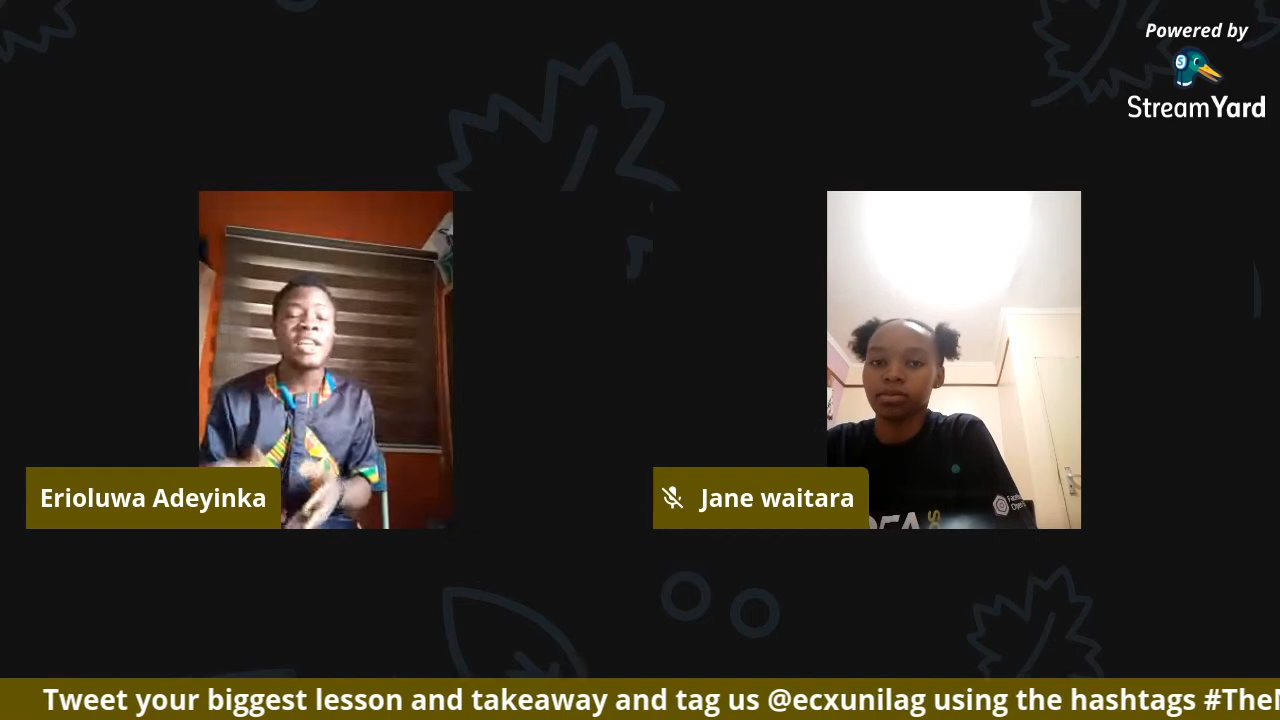 Powered by
StreamYard
Erioluwa Adeyinka
Jane waitara
Tweet your biggest lesson and takeaway and tag us @ecxunilag using the hashtags